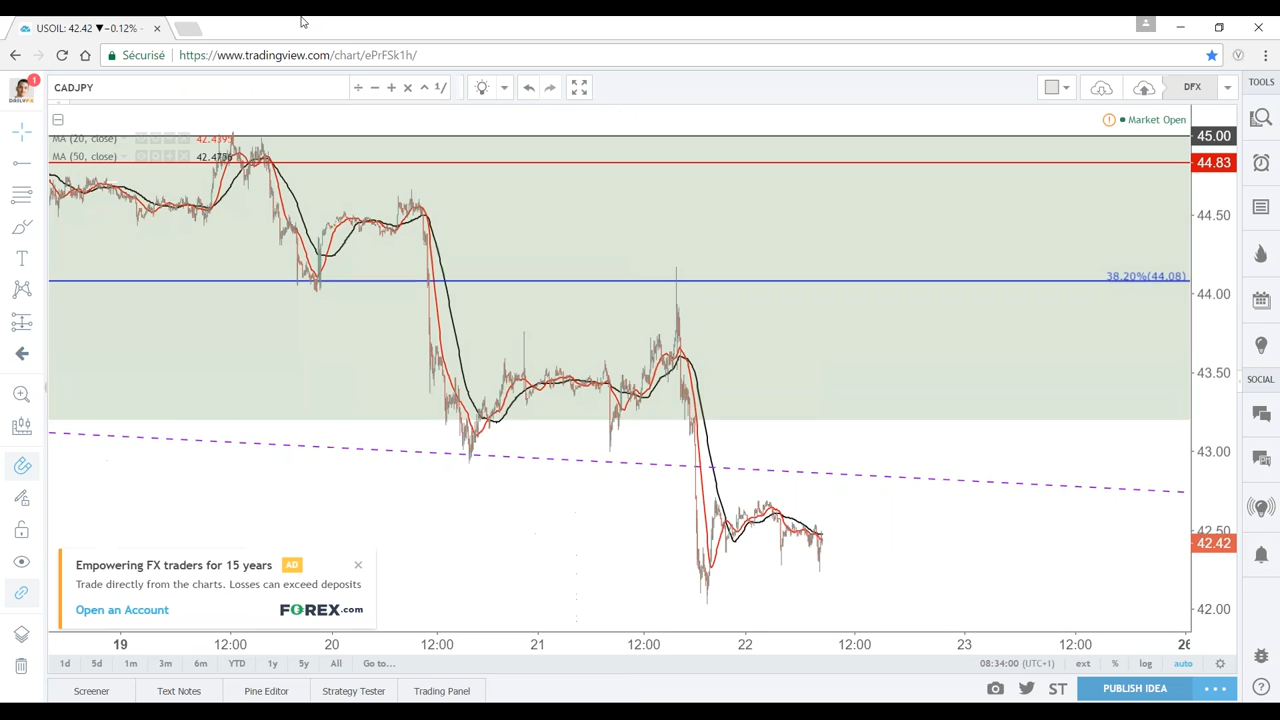 USOIL: 42.42 ▼−0.12%
Sécurisé
https://www.tradingview.com/chart/ePrFSk1h/
1
DAILYFX
CADJPY
1/
DFX
TOOLS
Market Open
MA (20, close)
42.4395
MA (50, close)
42.4756
45.00
44.83
44.50
38.20%(44.08)
44.00
43.50
SOCIAL
43.00
42.50
42.42
42.00
Empowering FX traders for 15 years AD
Trade directly from the charts. Losses can exceed deposits
Open an Account
FOREX.com
19
12:00
20
12:00
21
12:00
22
12:00
23
12:00
26
1d 5d 1m 3m 6m YTD 1y 5y All Go to...
08:34:00 (UTC+1)
ext % log auto
Screener
Text Notes
Pine Editor
Strategy Tester
Trading Panel
ST
PUBLISH IDEA